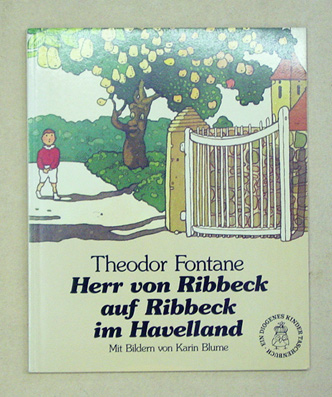 Theodor Fontane
Herr von Ribbeck
auf Ribbeck
im Havelland
Mit Bildern von Karin Blume
EIN DIOGENES KINDER TASCHENBUCH